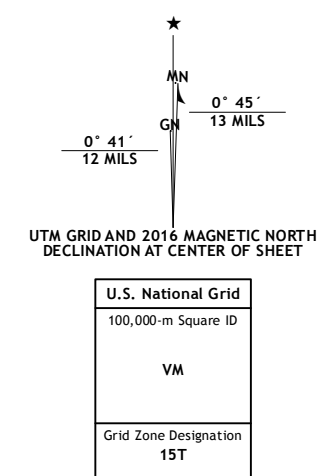 MN
0° 45´
13 MILS
GN
0° 41´
12 MILS
UTM GRID AND 2016 MAGNETIC NORTH
DECLINATION AT CENTER OF SHEET
U.S. National Grid
100,000-m Square ID
VM
Grid Zone Designation
15T